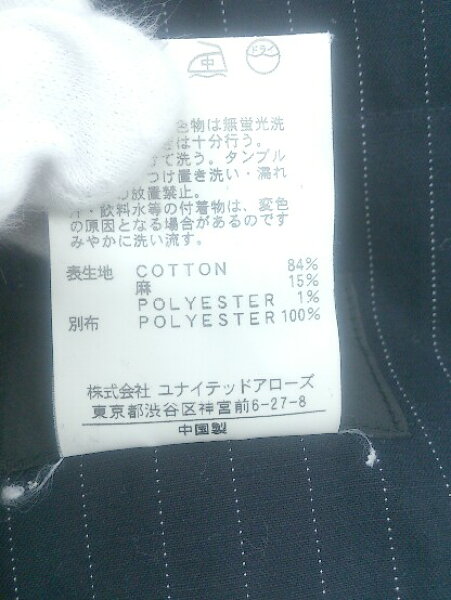 中 ドライ
色物は無蛍光洗
は十分行う。
て洗う。タンブル
つけ置き洗い・濡れ
放置禁止。
汗・飲料水等の付着物は、変色
の原因となる場合があるのです
みやかに洗い流す。
表生地 COTTON 84%
麻 15%
POLYESTER 1%
別布 POLYESTER 100%
株式会社 ユナイテッドアローズ
東京都渋谷区神宮前6-27-8
中国製